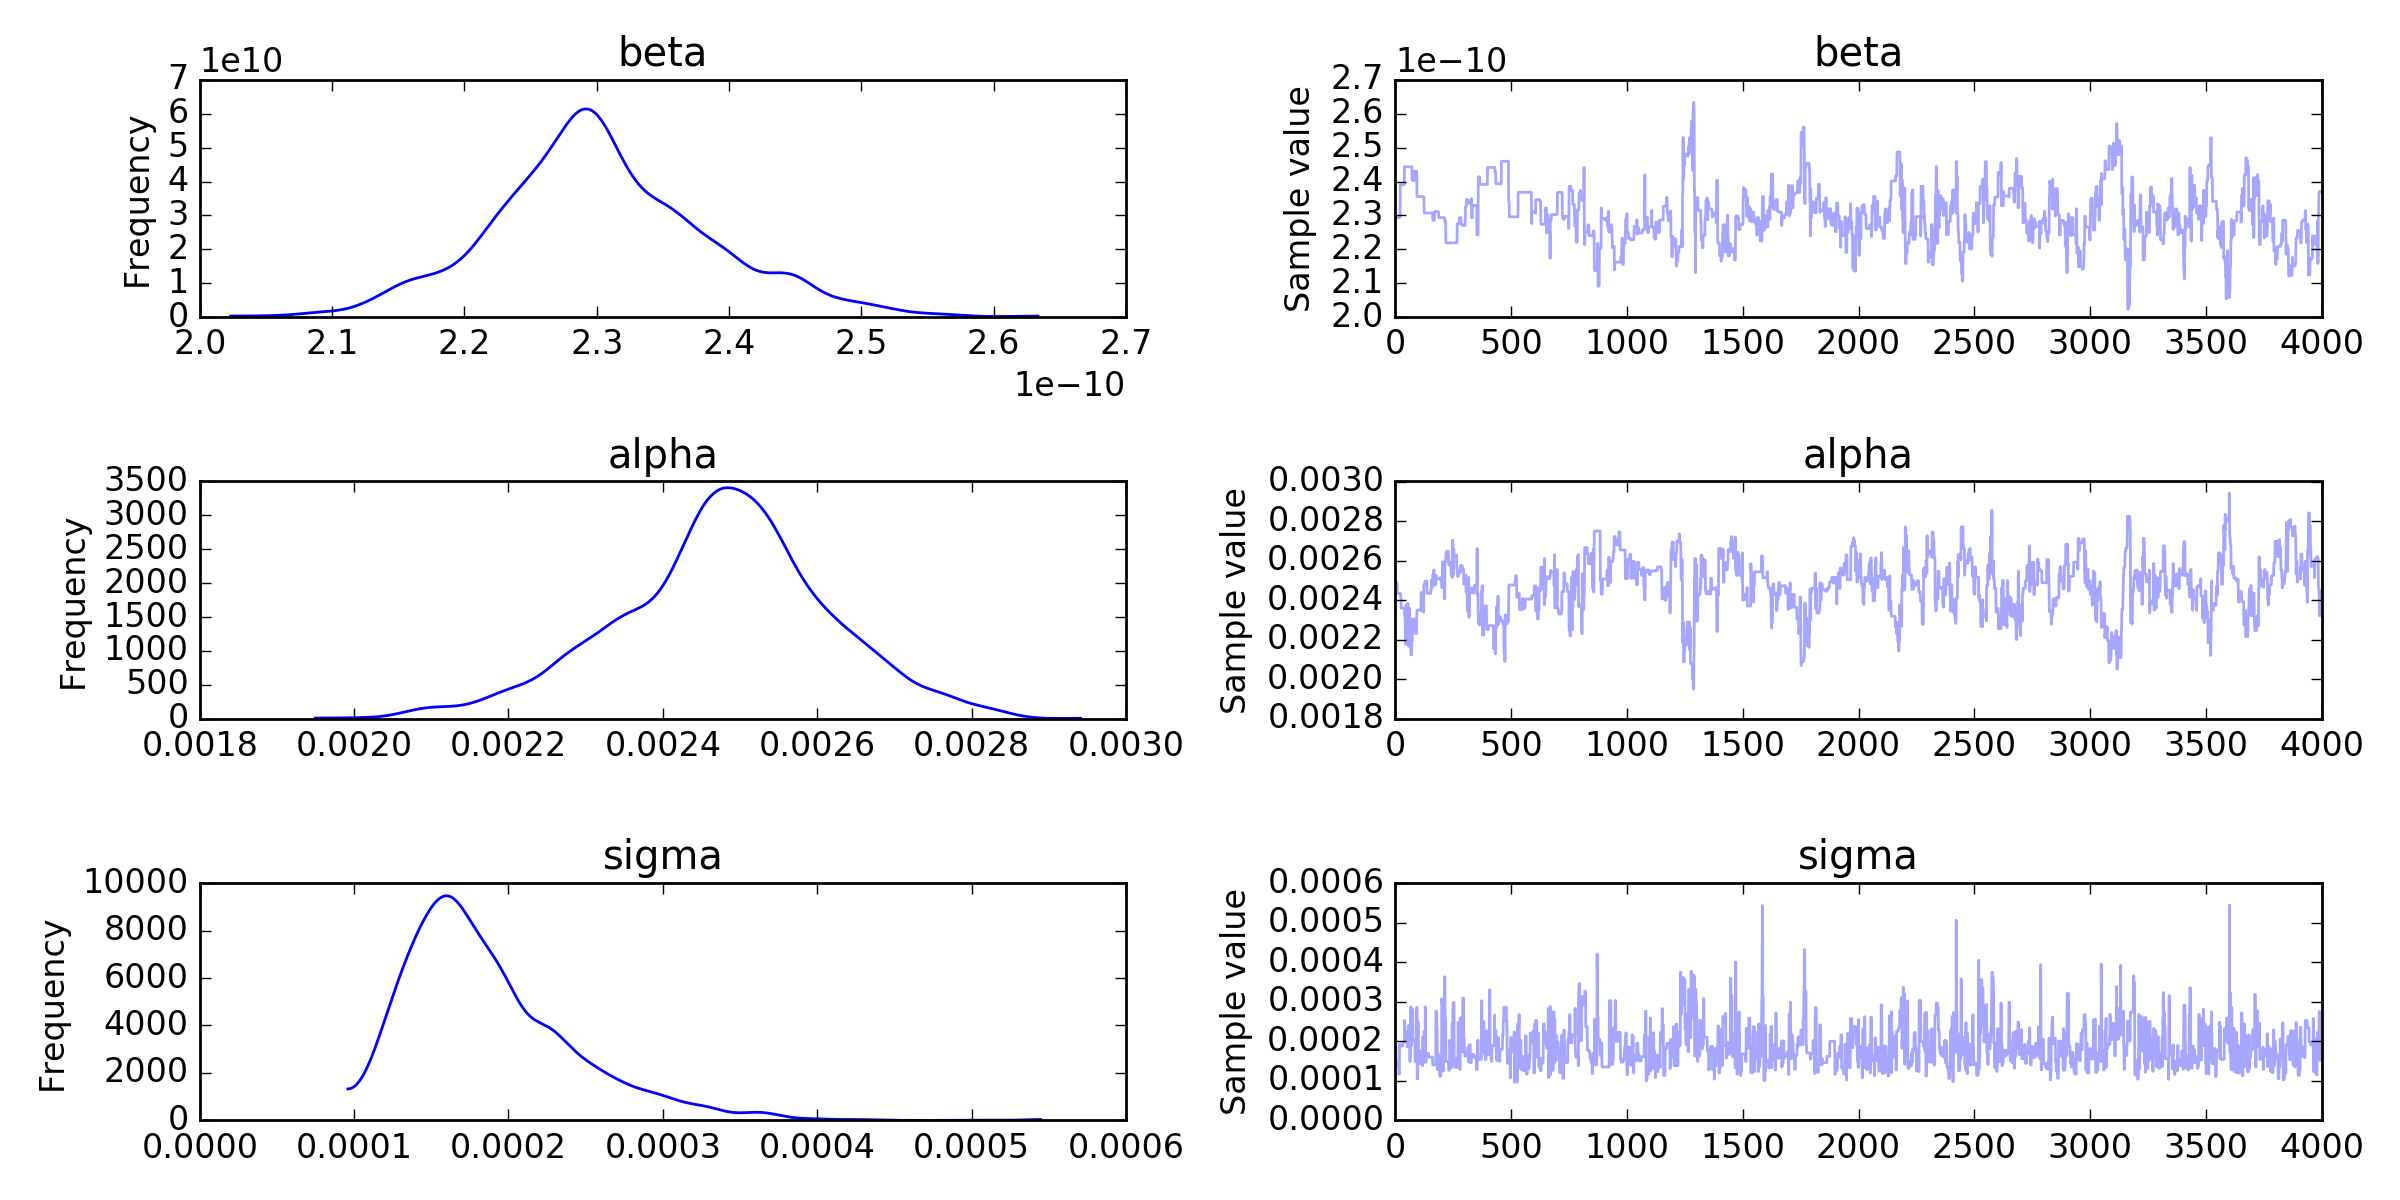 beta
1e10
7
6
5
4
3
2
1
0
Frequency
2.0 2.1 2.2 2.3 2.4 2.5 2.6 2.7
1e−10
beta
1e−10
2.7
2.6
2.5
2.4
2.3
2.2
2.1
2.0
Sample value
0 500 1000 1500 2000 2500 3000 3500 4000
alpha
3500
3000
2500
2000
1500
1000
500
0
Frequency
0.0018 0.0020 0.0022 0.0024 0.0026 0.0028 0.0030
alpha
0.0030
0.0028
0.0026
0.0024
0.0022
0.0020
0.0018
Sample value
0 500 1000 1500 2000 2500 3000 3500 4000
sigma
10000
8000
6000
4000
2000
0
Frequency
0.0000 0.0001 0.0002 0.0003 0.0004 0.0005 0.0006
sigma
0.0006
0.0005
0.0004
0.0003
0.0002
0.0001
0.0000
Sample value
0 500 1000 1500 2000 2500 3000 3500 4000